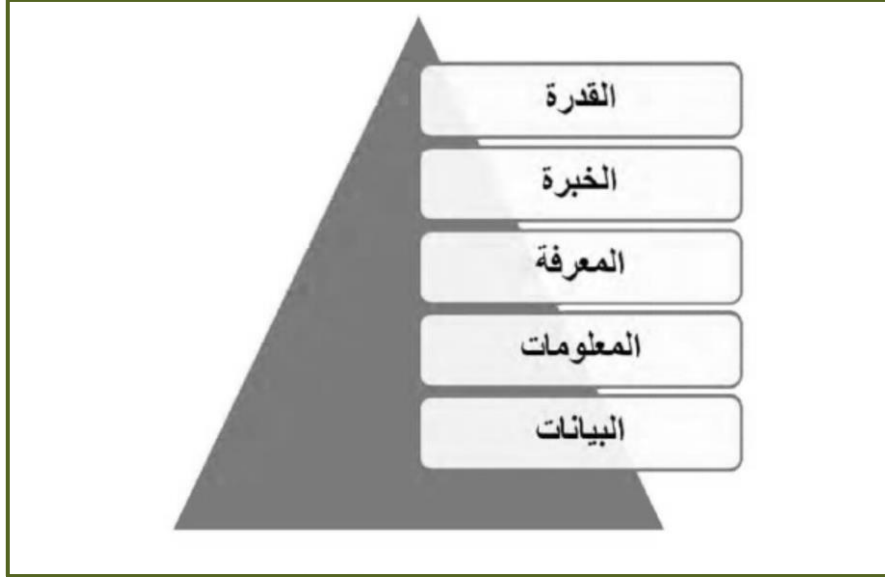 القدرة
الخبرة
المعرفة
المعلومات
البيانات